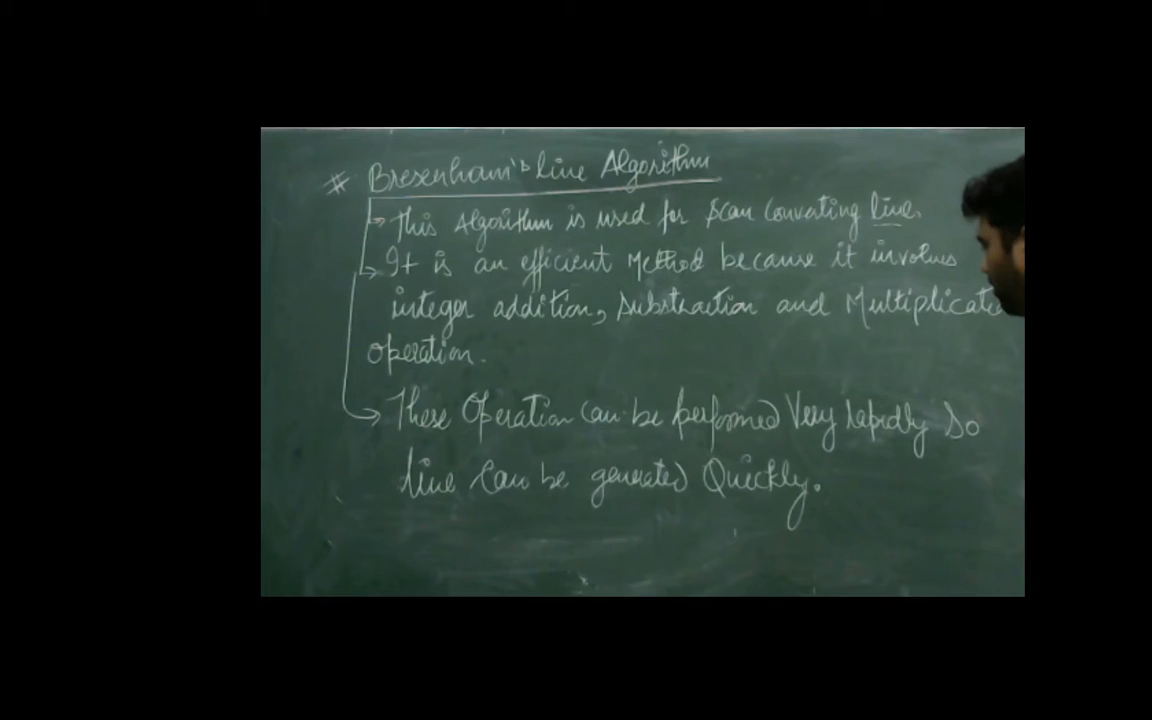 * Bresenham's line Algorithm
→ This Algorithm is used for Scan Converting line.
→ It is an efficient Method because it involves
integer addition, Substraction and Multiplicatio
operation.
→ These Operation can be performed Very rapidly So
line Can be generated Quickly.